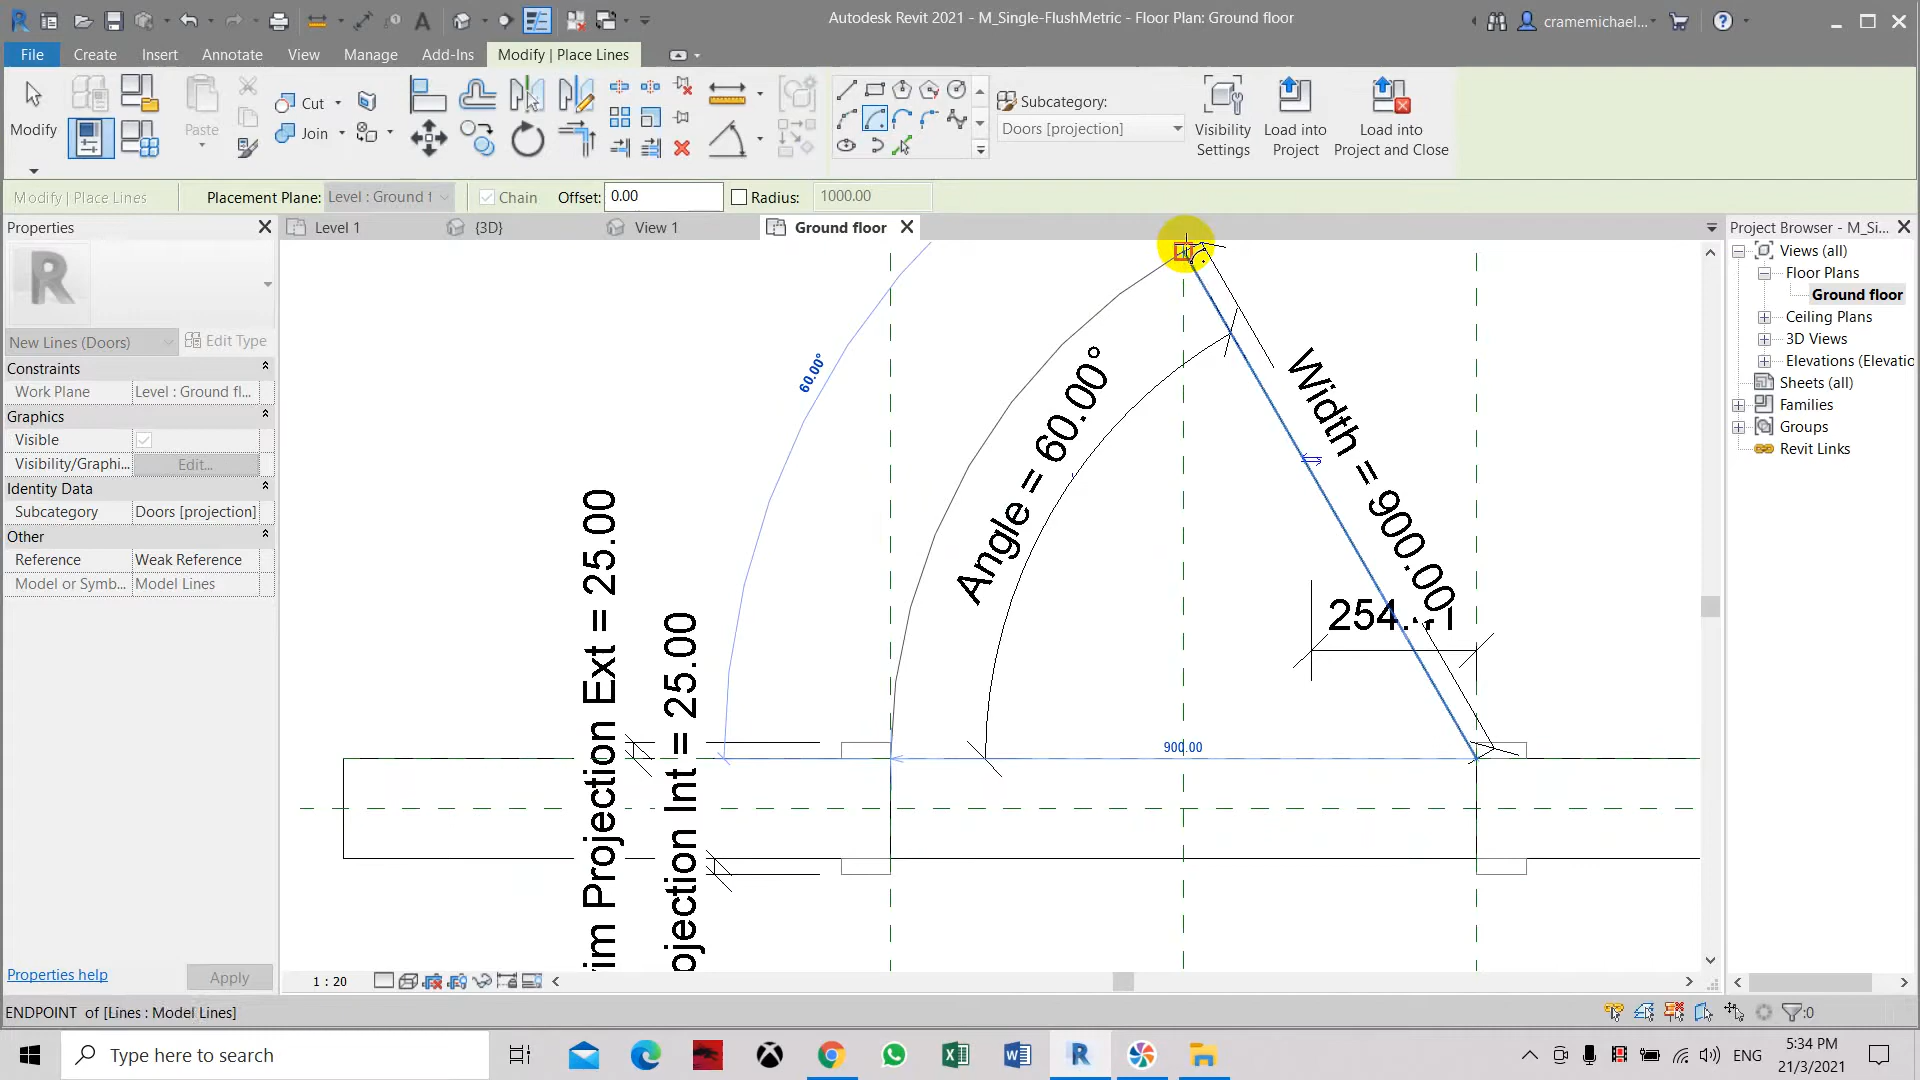 Autodesk Revit 2021 - M_Single-FlushMetric - Floor Plan: Ground floor
cramemichael...
File
Create
Insert
Annotate
View
Manage
Add-Ins
Modify | Place Lines
Modify
Paste
Cut
Join
Subcategory:
Doors [projection]
Visibility
Settings
Load into
Project
Load into
Project and Close
Modify | Place Lines
Placement Plane:
Level : Ground f
Chain
Offset:
0.00
Radius:
1000.00
Properties
Level 1
{3D}
View 1
Ground floor
Project Browser - M_Si...
New Lines (Doors)
Edit Type
Constraints
Work Plane
Level : Ground fl...
Graphics
Visible
Visibility/Graphi...
Edit...
Identity Data
Subcategory
Doors [projection]
Other
Reference
Weak Reference
Model or Symb...
Model Lines
Properties help
Apply
60.00°
Angle = 60.00°
Width = 900.00
900.00
im Projection Ext = 25.00
ojection Int = 25.00
Views (all)
Floor Plans
Ground floor
Ceiling Plans
3D Views
Elevations (Elevatic
Sheets (all)
Families
Groups
Revit Links
1 : 20
ENDPOINT of [Lines : Model Lines]
:0
Type here to search
ENG
5:34 PM
21/3/2021